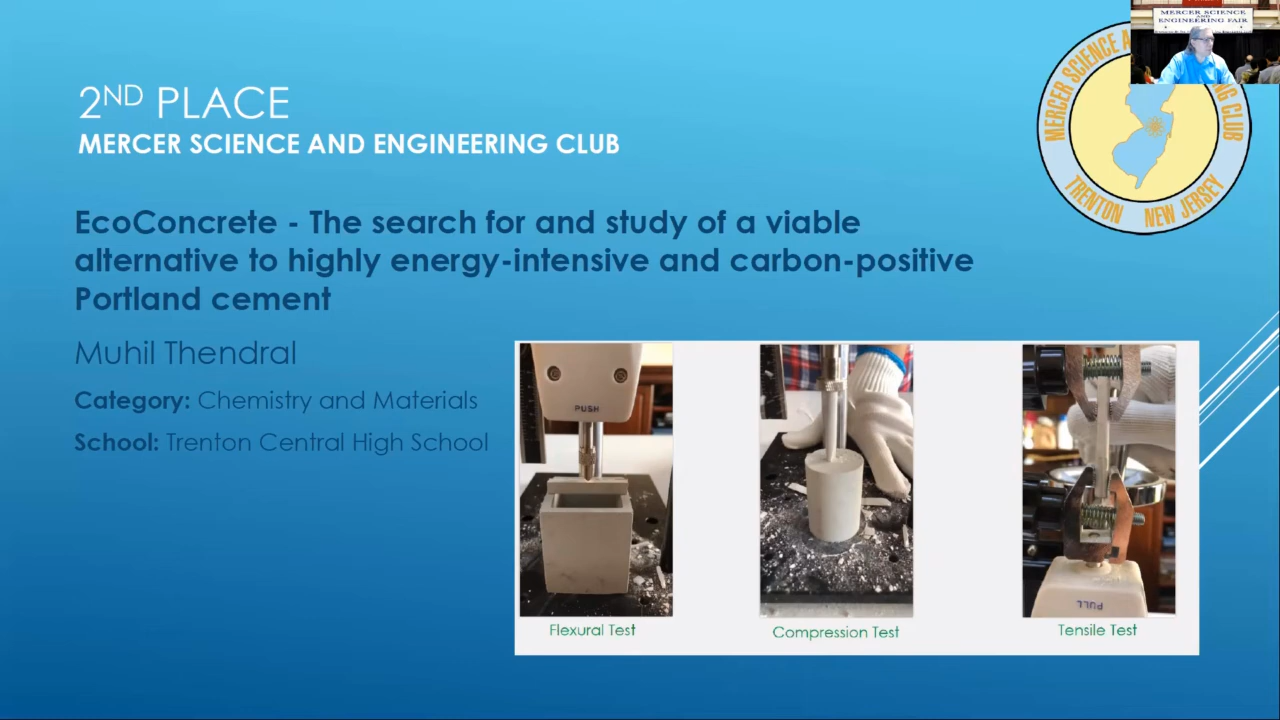 MERCER SCIENCE
AND
ENGINEERING FAIR
2ND PLACE
MERCER SCIENCE AND ENGINEERING CLUB
MERCER SCIENCE A
NG CLUB
TRENTON NEW JERSEY
EcoConcrete - The search for and study of a viable
alternative to highly energy-intensive and carbon-positive
Portland cement
Muhil Thendral
Category: Chemistry and Materials
School: Trenton Central High School
PUSH
PULL
Flexural Test
Compression Test
Tensile Test